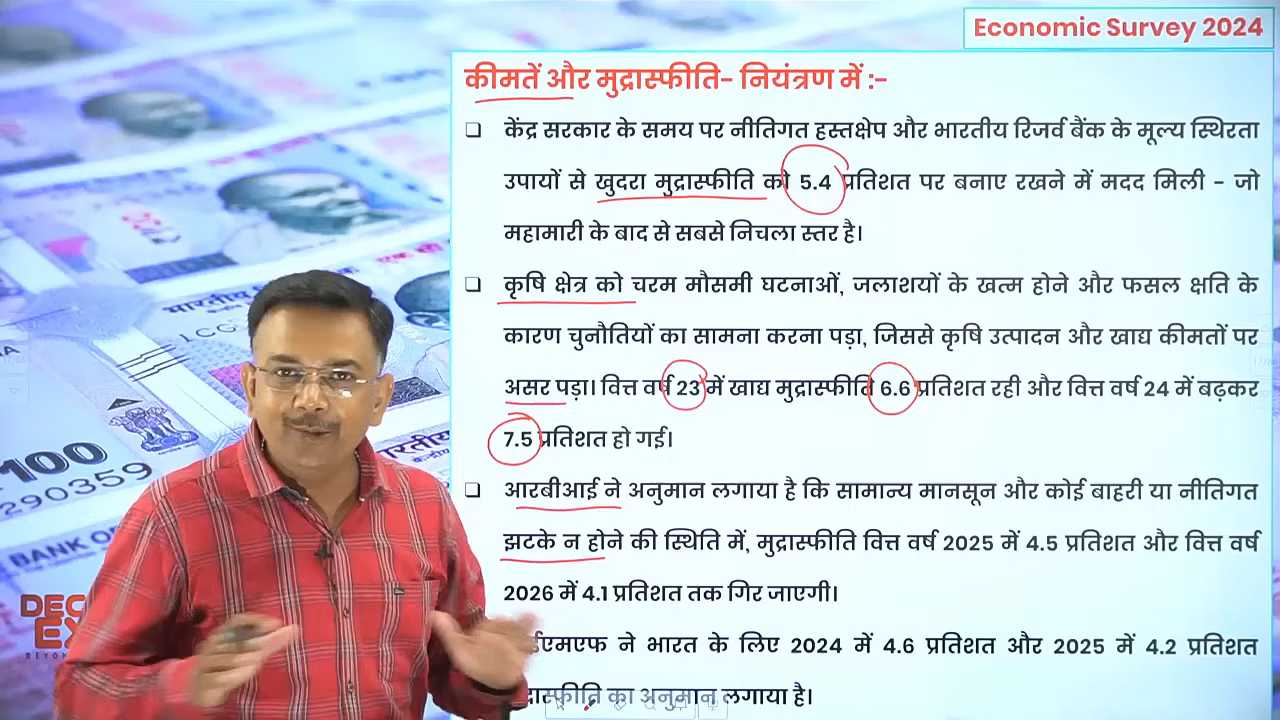 Economic Survey 2024
कीमतें और मुद्रास्फीति- नियंत्रण में :-
केंद्र सरकार के समय पर नीतिगत हस्तक्षेप और भारतीय रिजर्व बैंक के मूल्य स्थिरता
उपायों से खुदरा मुद्रास्फीति को 5.4 प्रतिशत पर बनाए रखने में मदद मिली - जो
महामारी के बाद से सबसे निचला स्तर है।
कृषि क्षेत्र को चरम मौसमी घटनाओं, जलाशयों के खत्म होने और फसल क्षति के
कारण चुनौतियों का सामना करना पड़ा, जिससे कृषि उत्पादन और खाद्य कीमतों पर
असर पड़ा। वित्त वर्ष 23 में खाद्य मुद्रास्फीति 6.6 प्रतिशत रही और वित्त वर्ष 24 में बढ़कर
7.5 प्रतिशत हो गई।
आरबीआई ने अनुमान लगाया है कि सामान्य मानसून और कोई बाहरी या नीतिगत
झटके न होने की स्थिति में, मुद्रास्फीति वित्त वर्ष 2025 में 4.5 प्रतिशत और वित्त वर्ष
2026 में 4.1 प्रतिशत तक गिर जाएगी।
ने भारत के लिए 2024 में 4.6 प्रतिशत और 2025 में 4.2 प्रतिशत
का अनुमान लगाया है।
100
290359
BANK OF